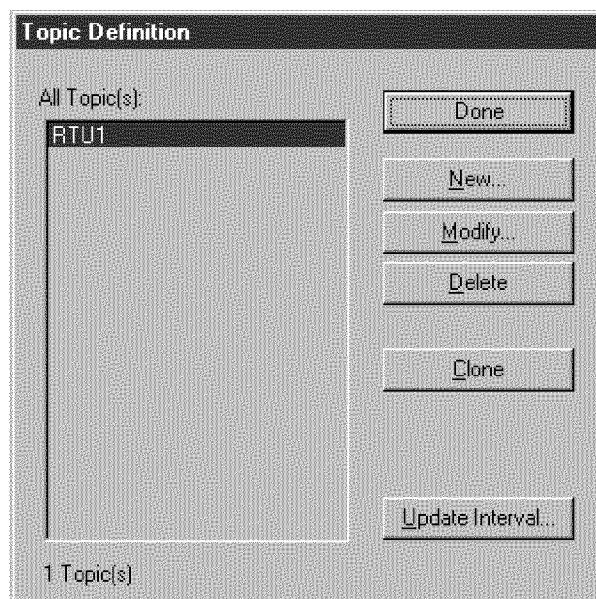 Topic Definition
All Topic(s):
RTU1
Done
New...
Modify...
Delete
Clone
Update Interval...
1 Topic(s)